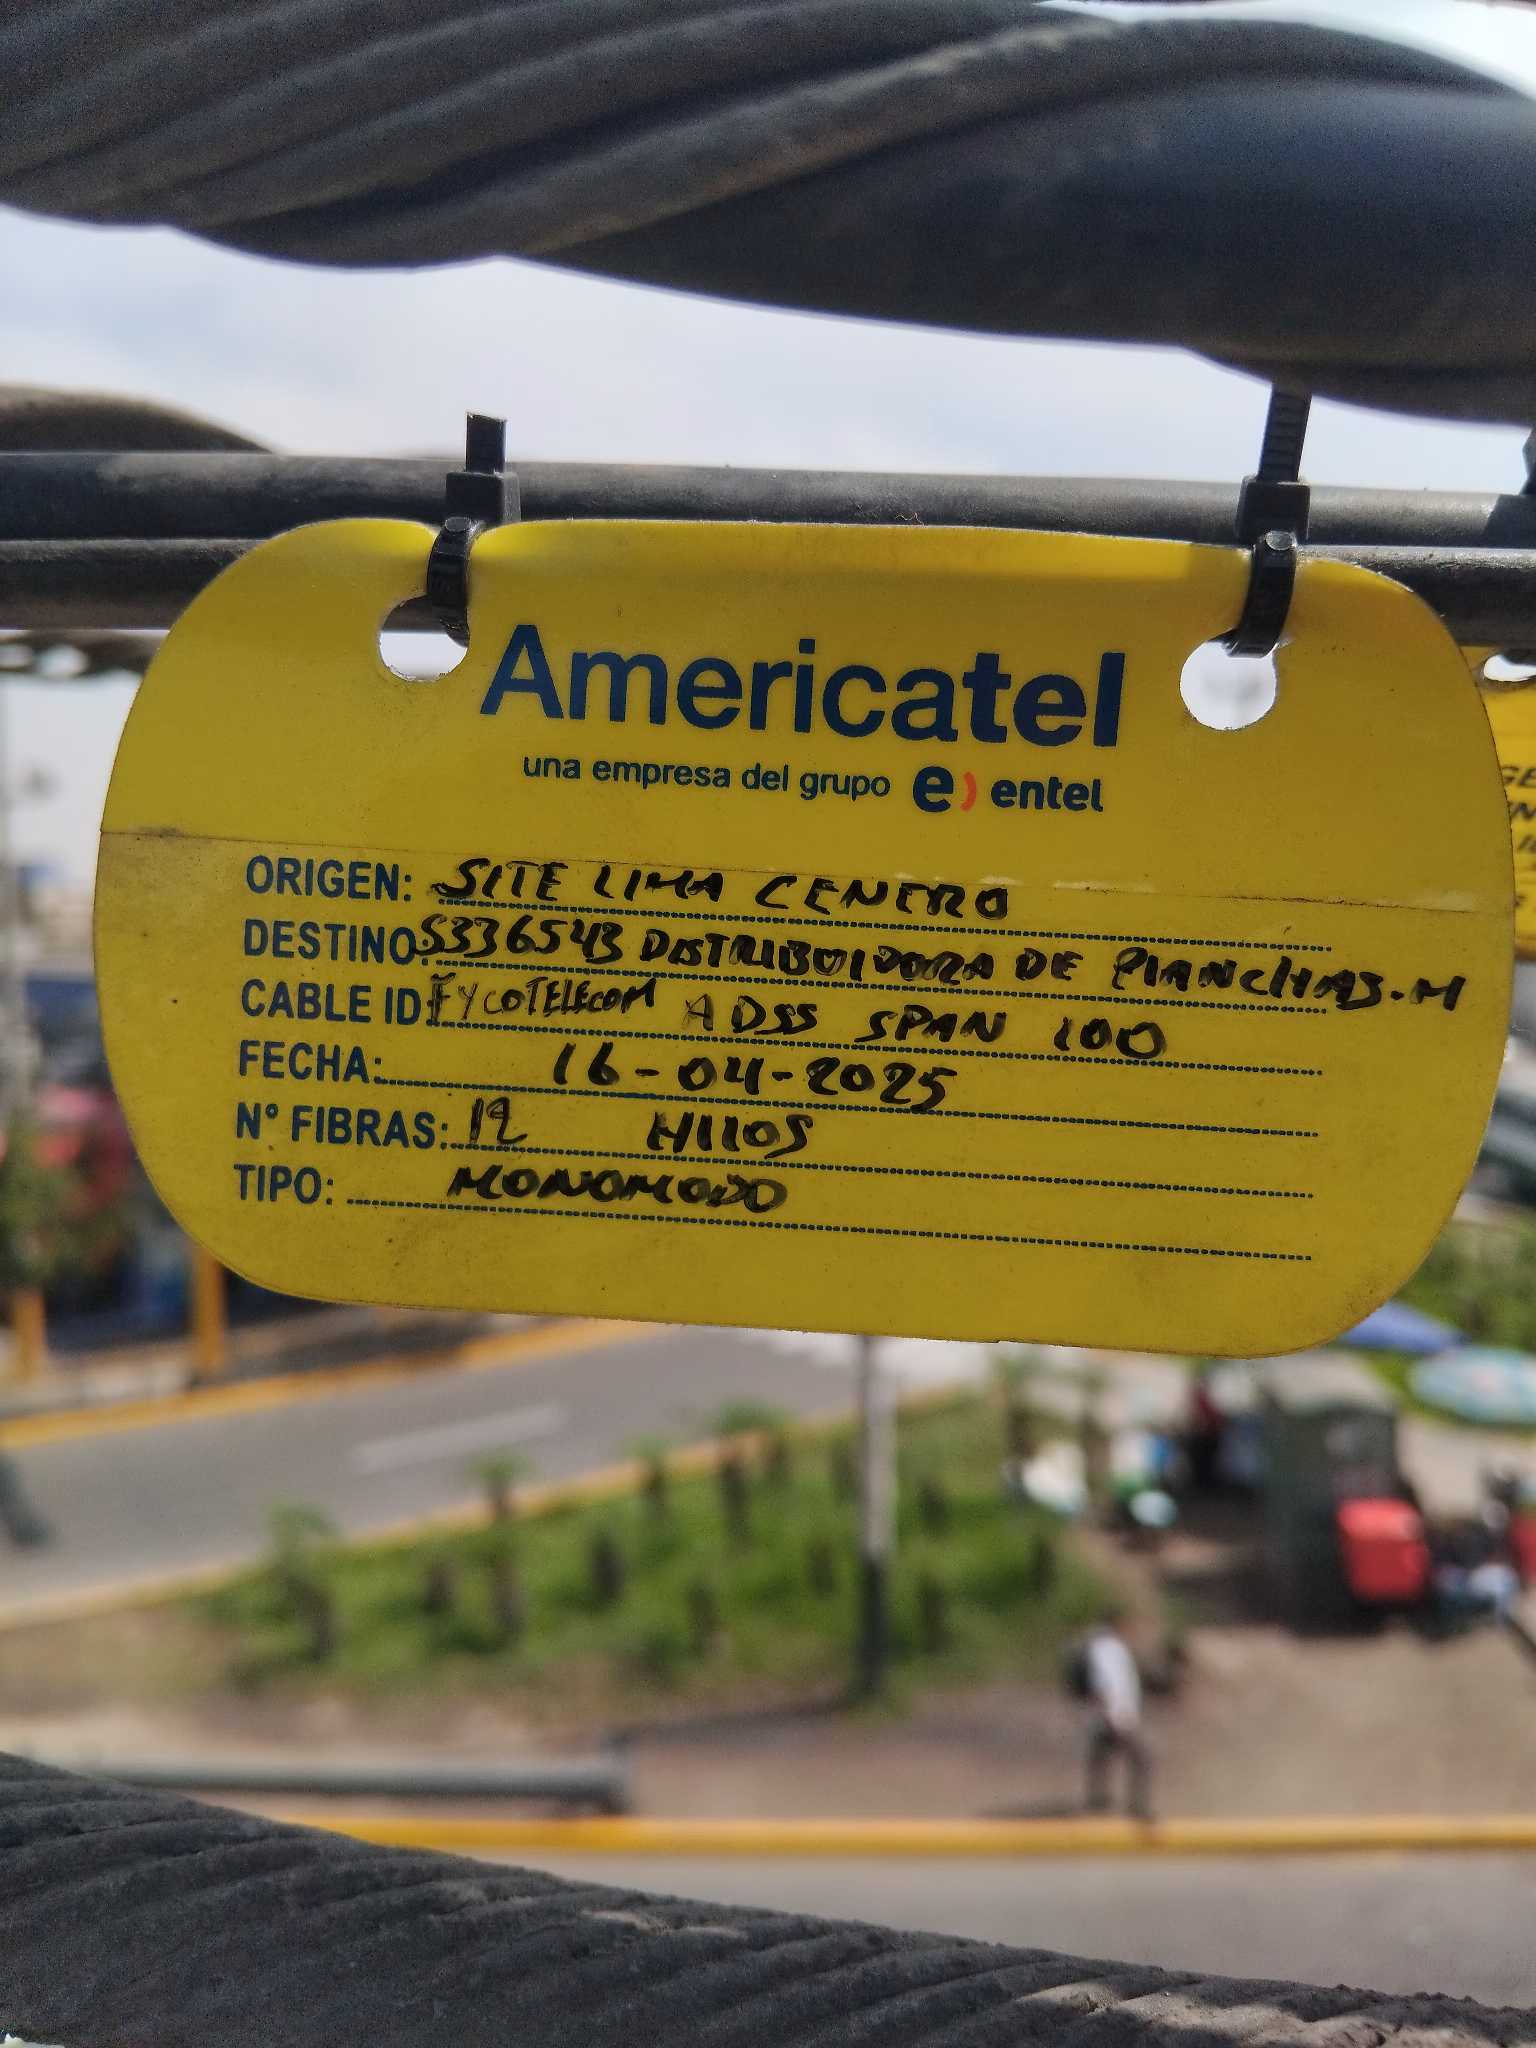 Americatel
una empresa del grupo e) entel
ORIGEN: SITE LIMA CENTRO
DESTINO: S336543 DISTRIBUIDORA DE PLANCHAS.M
CABLE ID: FYCOTELECOM ADSS SPAN 100
FECHA: 16-04-2025
N° FIBRAS: 12 HILOS
TIPO: MONOMODO